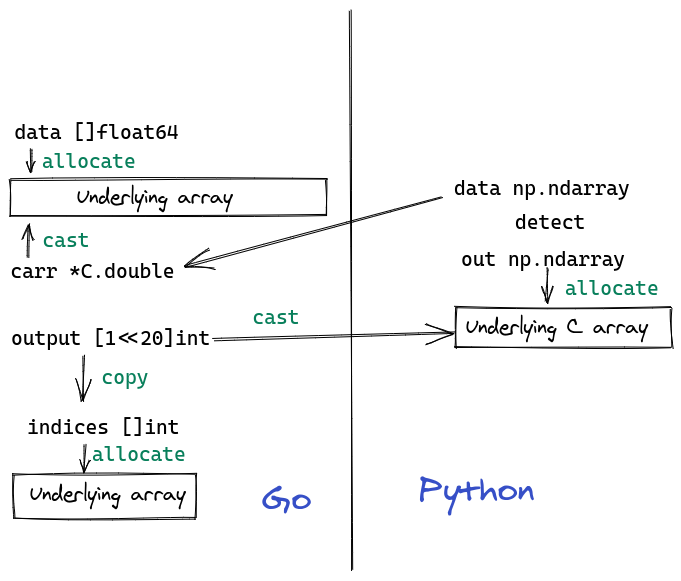 data []float64
allocate
Underlying array
cast
carr *C.double
output [1<<20]int
cast
copy
indices []int
allocate
Underlying array
Go
data np.ndarray
detect
out np.ndarray
allocate
Underlying C array
Python